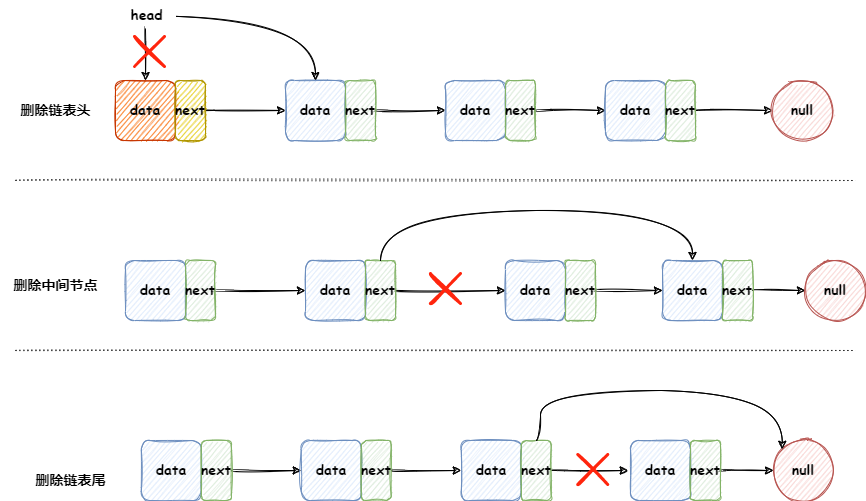 head
删除链表头 data next data next data next data next null
删除中间节点 data next data next data next data next null
删除链表尾 data next data next data next data next null